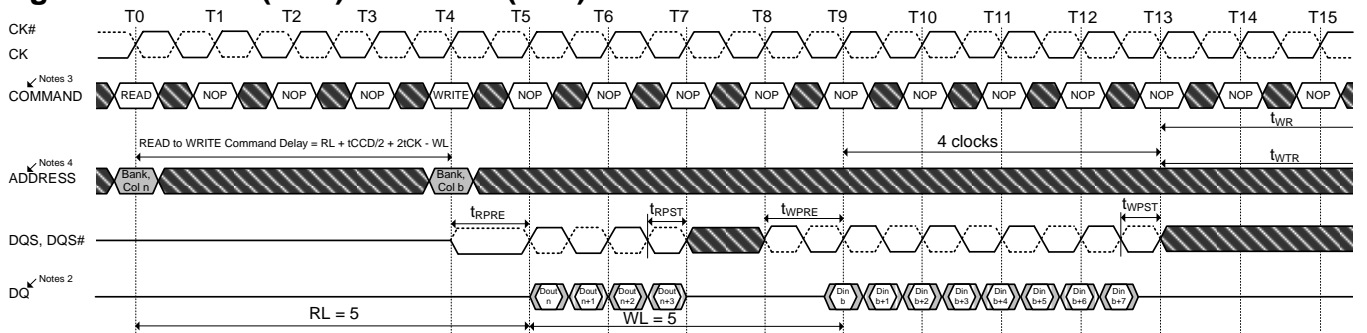 T0 T1 T2 T3 T4 T5 T6 T7 T8 T9 T10 T11 T12 T13 T14 T15
CK#
CK
Notes 3
COMMAND READ NOP NOP NOP WRITE NOP NOP NOP NOP NOP NOP NOP NOP NOP NOP NOP
tWR
READ to WRITE Command Delay = RL + tCCD/2 + 2tCK - WL
4 clocks
tWTR
Notes 4
ADDRESS
Bank, Col n
Bank, Col b
tRPRE tRPST tWPRE tWPST
DQS, DQS#
Notes 2
DQ
Dout n
Dout n+1
Dout n+2
Dout n+3
Din b
Din b+1
Din b+2
Din b+3
Din b+4
Din b+5
Din b+6
Din b+7
RL = 5 WL = 5